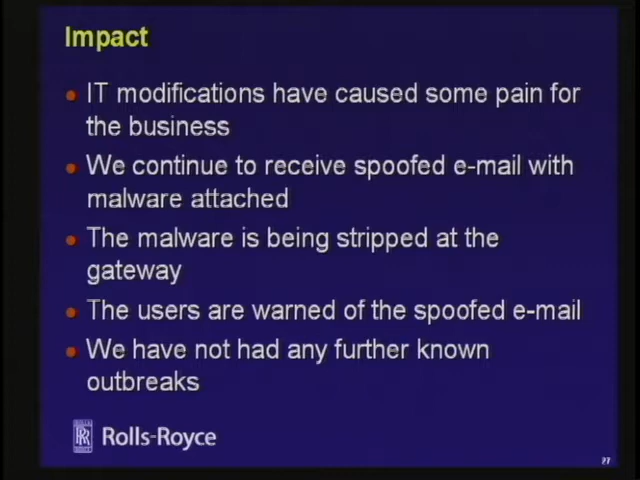 Impact
IT modifications have caused some pain for
the business
We continue to receive spoofed e-mail with
malware attached
The malware is being stripped at the
gateway
The users are warned of the spoofed e-mail
We have not had any further known
outbreaks
RR Rolls-Royce
27